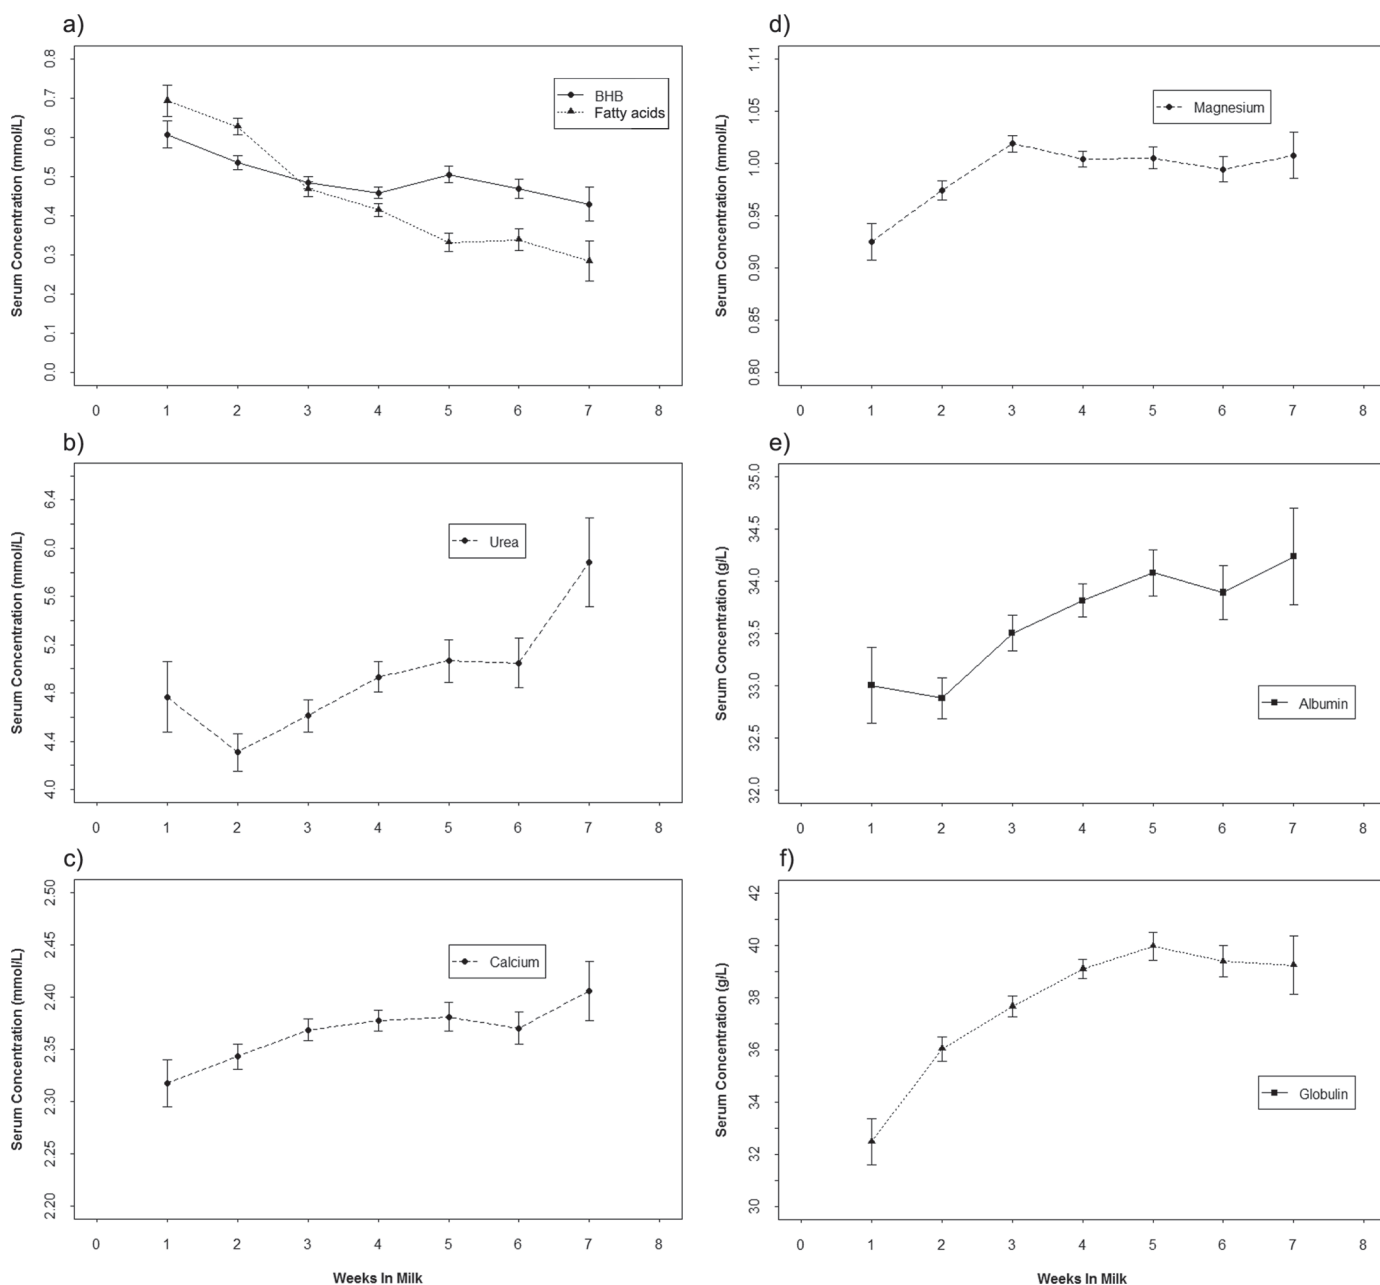 a)
Serum Concentration (mmol/L)
0.8
0.7
0.6
0.5
0.4
0.3
0.2
0.1
0.0
BHB
Fatty acids
0 1 2 3 4 5 6 7 8
b)
Serum Concentration (mmol/L)
6.4
6.0
5.6
5.2
4.8
4.4
4.0
Urea
0 1 2 3 4 5 6 7 8
c)
Serum Concentration (mmol/L)
2.50
2.45
2.40
2.35
2.30
2.25
2.20
Calcium
0 1 2 3 4 5 6 7 8
Weeks In Milk
d)
Serum Concentration (mmol/L)
1.11
1.05
1.00
0.95
0.90
0.85
0.80
Magnesium
0 1 2 3 4 5 6 7 8
e)
Serum Concentration (g/L)
35.0
34.5
34.0
33.5
33.0
32.5
32.0
Albumin
0 1 2 3 4 5 6 7 8
f)
Serum Concentration (g/L)
42
40
38
36
34
32
30
Globulin
0 1 2 3 4 5 6 7 8
Weeks In Milk